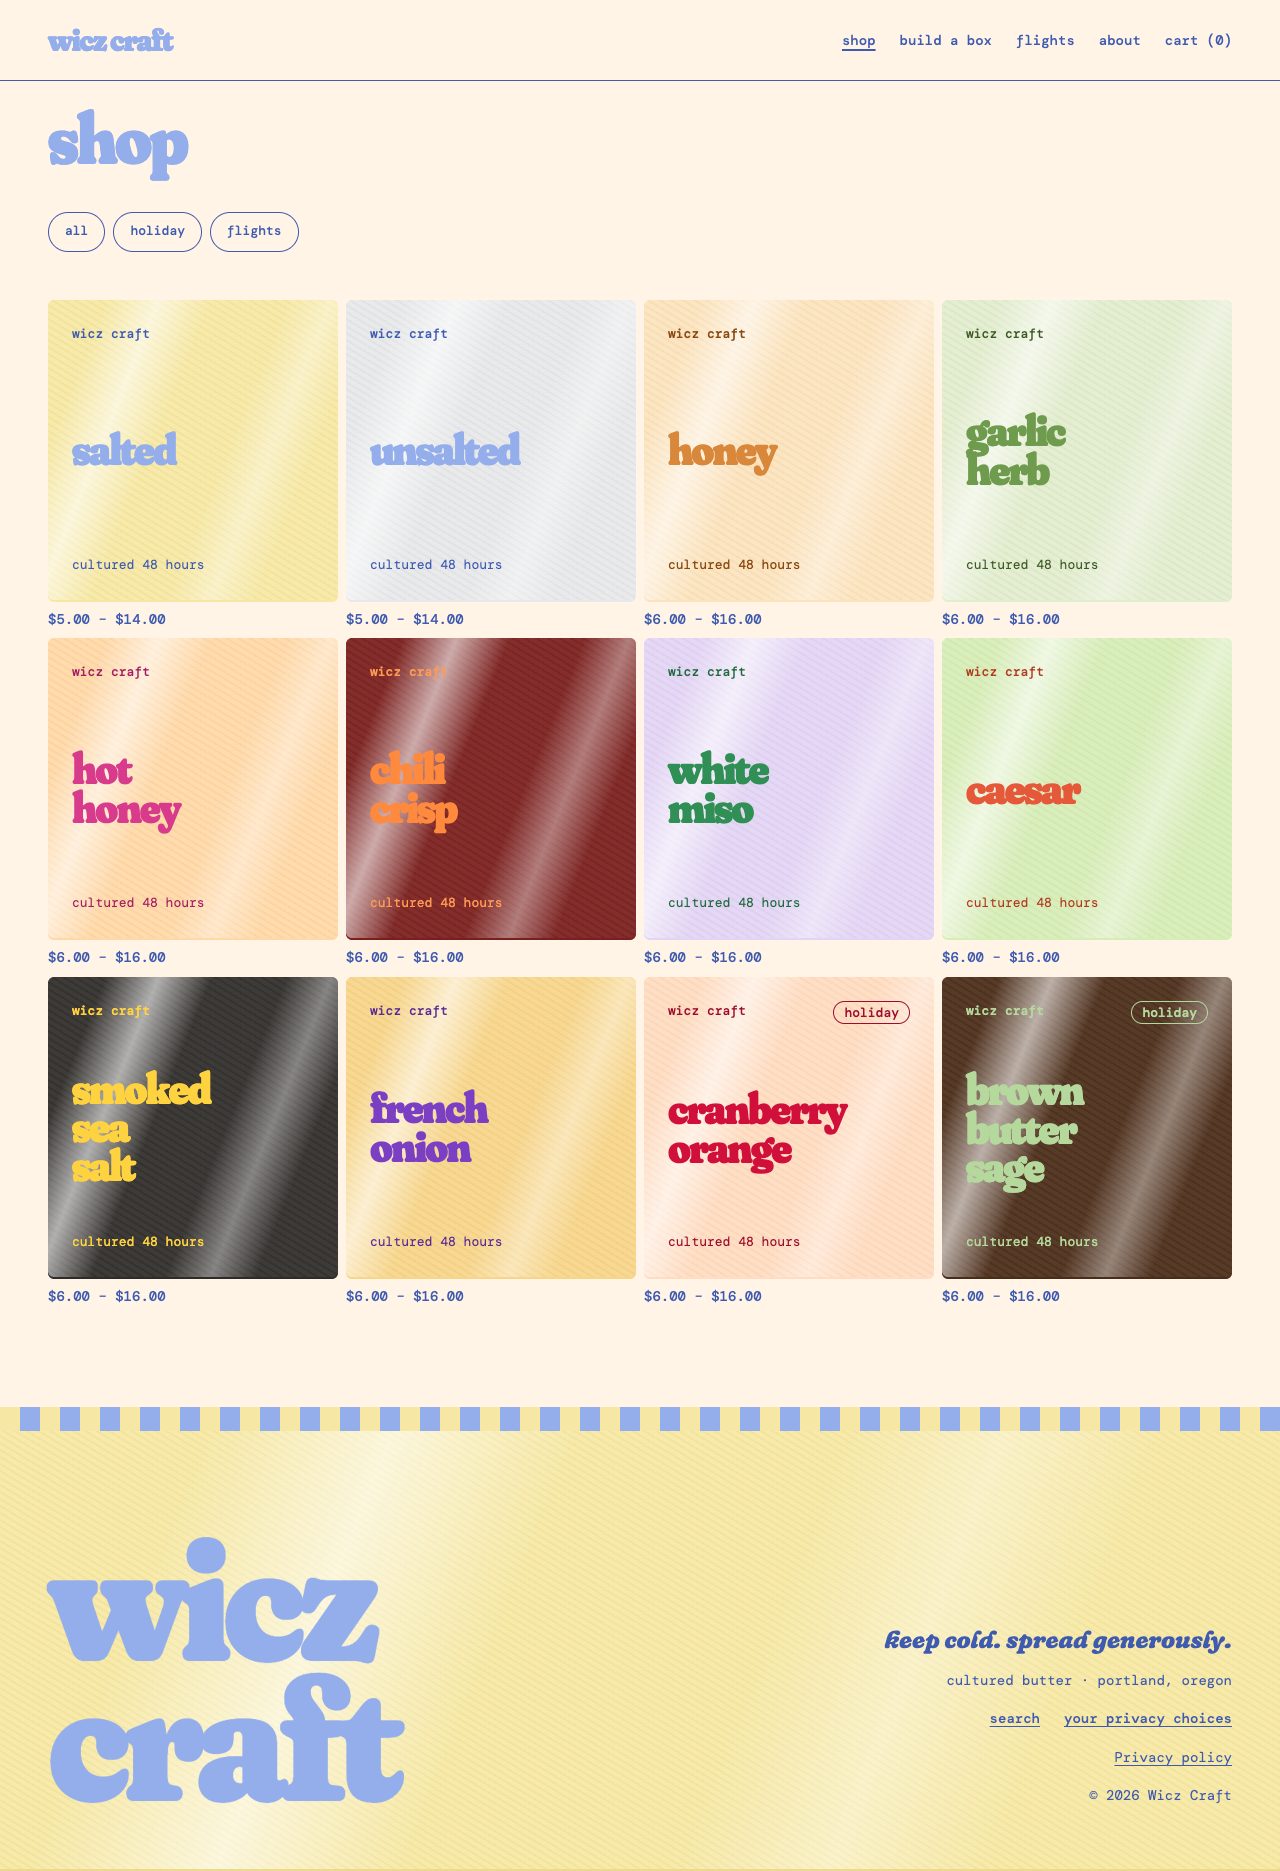 wicz craft
shop build a box flights about cart (0)
shop
all holiday flights
wicz craft
salted
cultured 48 hours
$5.00 – $14.00
wicz craft
unsalted
cultured 48 hours
$5.00 – $14.00
wicz craft
honey
cultured 48 hours
$6.00 – $16.00
wicz craft
garlic
herb
cultured 48 hours
$6.00 – $16.00
wicz craft
hot
honey
cultured 48 hours
$6.00 – $16.00
wicz craft
chili
crisp
cultured 48 hours
$6.00 – $16.00
wicz craft
white
miso
cultured 48 hours
$6.00 – $16.00
wicz craft
caesar
cultured 48 hours
$6.00 – $16.00
wicz craft
smoked
sea
salt
cultured 48 hours
$6.00 – $16.00
wicz craft
french
onion
cultured 48 hours
$6.00 – $16.00
wicz craft holiday
cranberry
orange
cultured 48 hours
$6.00 – $16.00
wicz craft holiday
brown
butter
sage
cultured 48 hours
$6.00 – $16.00
wicz
craft
keep cold. spread generously.
cultured butter · portland, oregon
search your privacy choices
Privacy policy
© 2026 Wicz Craft